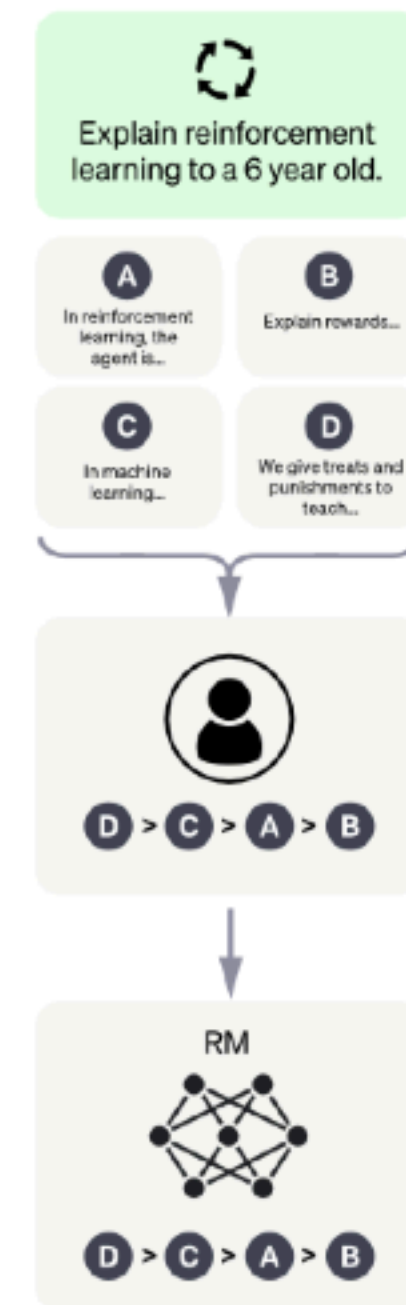 Explain reinforcement
learning to a 6 year old.
A
In reinforcement
learning, the
agent is...
B
Explain rewards...
C
In machine
learning...
D
We give treats and
punishments to
teach...
D > C > A > B
RM
D > C > A > B